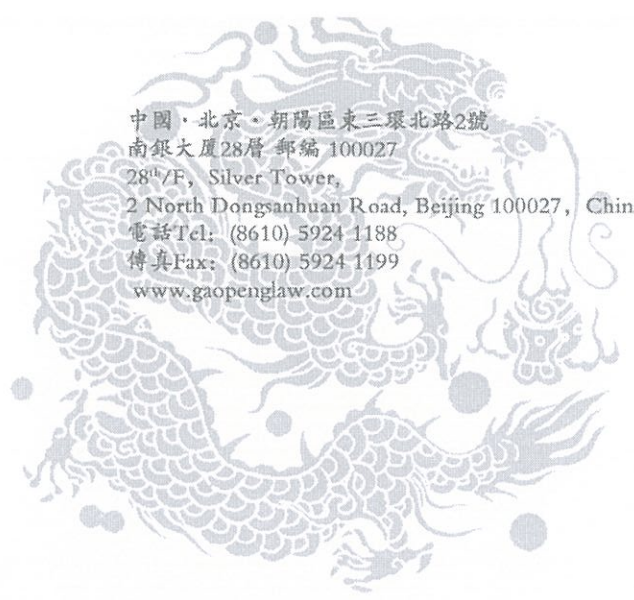 中國·北京·朝陽區東三環北路2號
南銀大厦28層 郵編 100027
28th/F, Silver Tower,
2 North Dongsanhuan Road, Beijing 100027, Chin
電話Tel: (8610) 5924 1188
傳真Fax: (8610) 5924 1199
www.gaopenglaw.com